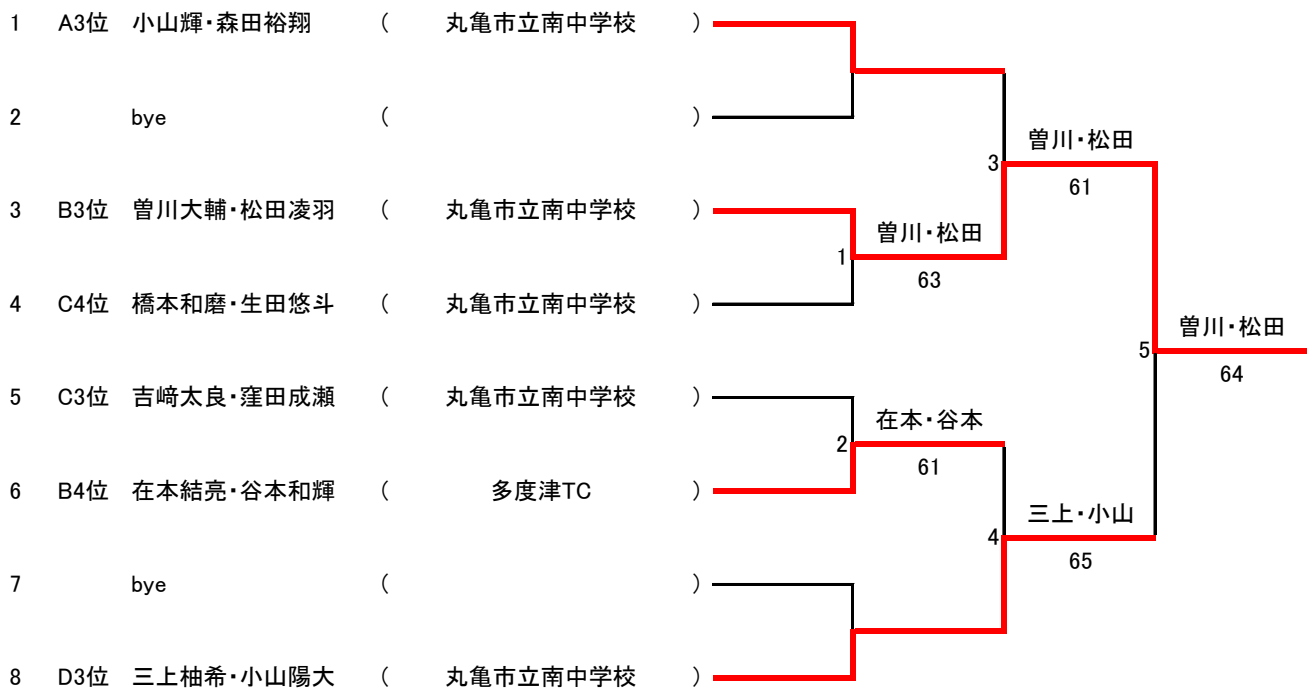 1 A3位 小山輝・森田裕翔 ( 丸亀市立南中学校 )
2 bye ( )
3 曽川・松田
61
3 B3位 曽川大輔・松田凌羽 ( 丸亀市立南中学校 )
1 曽川・松田
63
4 C4位 橋本和磨・生田悠斗 ( 丸亀市立南中学校 )
5 曽川・松田
64
5 C3位 吉﨑太良・窪田成瀬 ( 丸亀市立南中学校 )
2 在本・谷本
61
6 B4位 在本結亮・谷本和輝 ( 多度津TC )
4 三上・小山
65
7 bye ( )
8 D3位 三上柚希・小山陽大 ( 丸亀市立南中学校 )